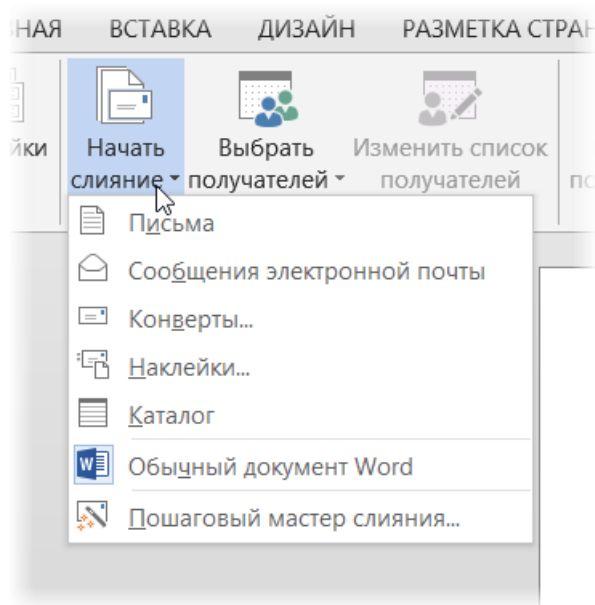 ВСТАВКА ДИЗАЙН РАЗМЕТКА
Начать Выбрать Изменить список
слияние получателей получателей
Письма
Сообщения электронной почты
Конверты...
Наклейки...
Каталог
Обычный документ Word
Пошаговый мастер слияния...